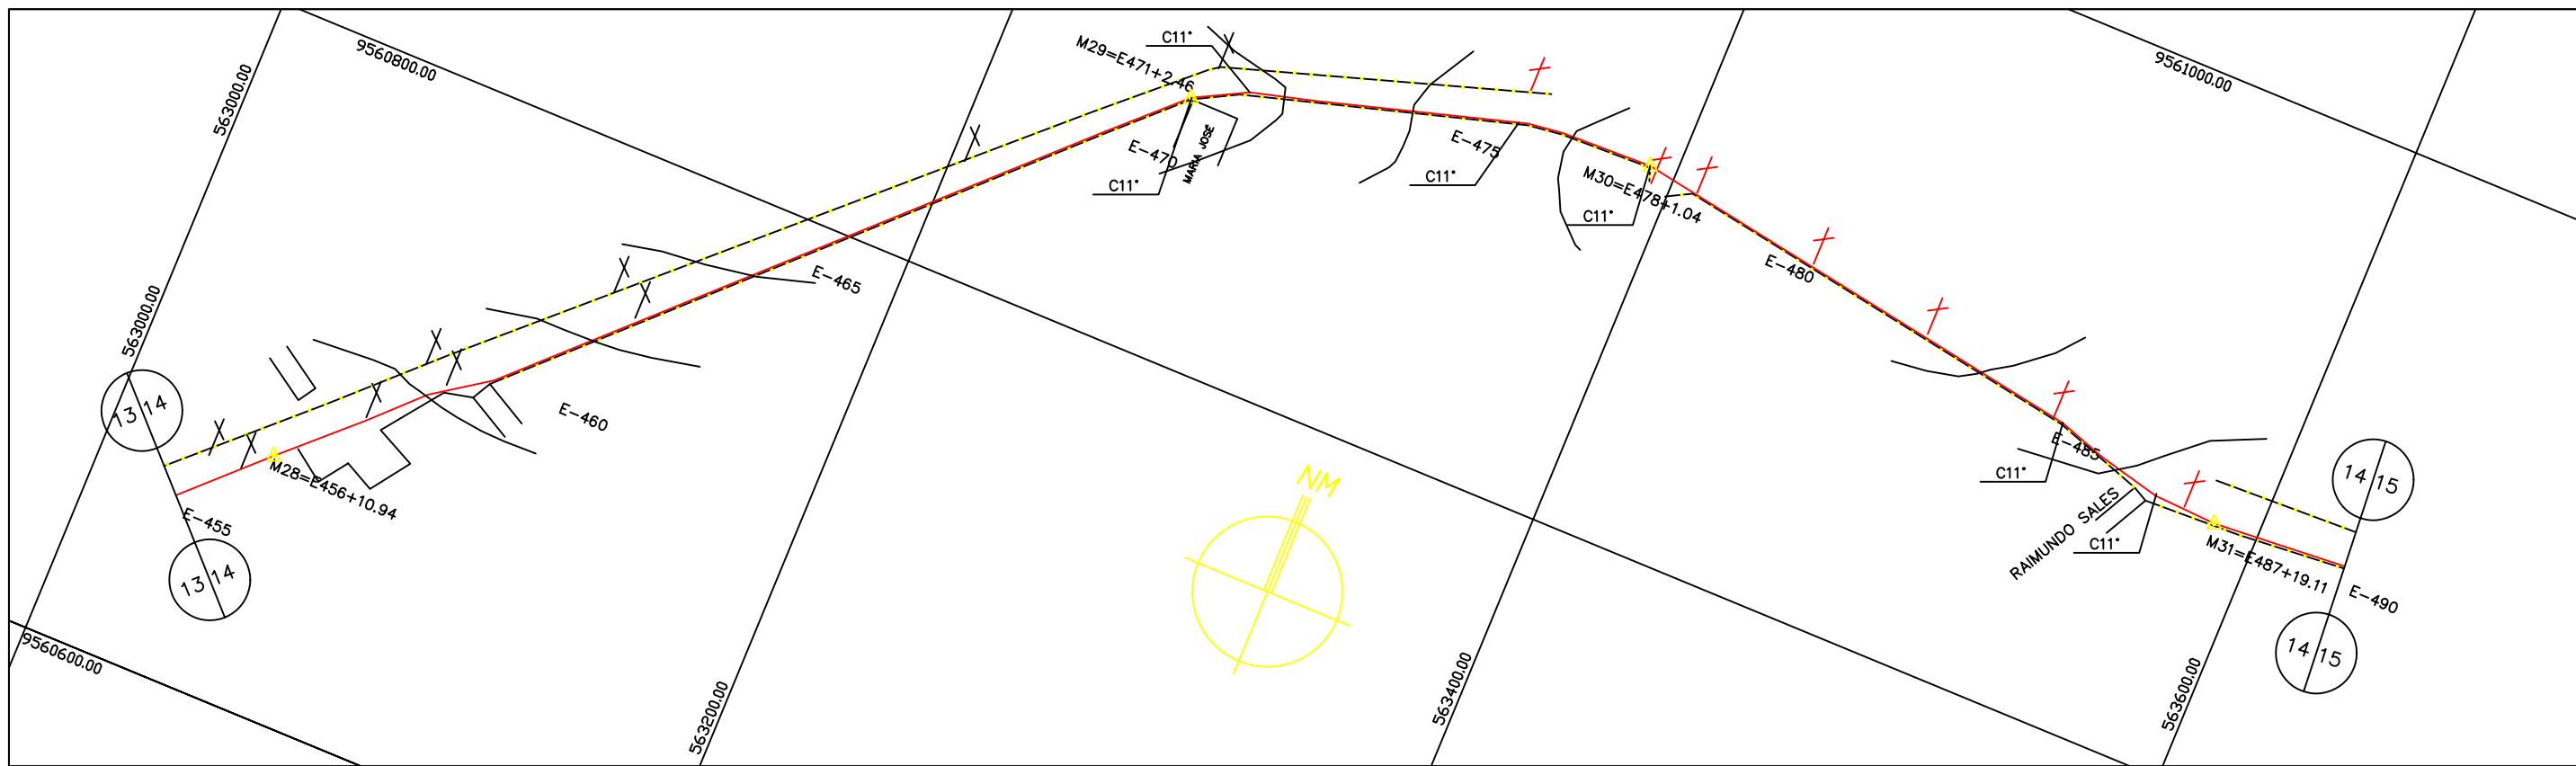 9560800.00
563000.00
M29=E471+2.46
C11°
9561000.00
E-475
MARIA JOSÉ
E-470
C11°
C11°
M30=E478+1.04
C11°
E-480
E-465
563000.00
13 14
E-460
E-485
C11°
14 15
M28=E456+10.94
NM
E-455
RAIMUNDO SALES
C11°
M31=E487+19.11
13 14
E-490
9560600.00
14 15
563200.00
563400.00
563600.00